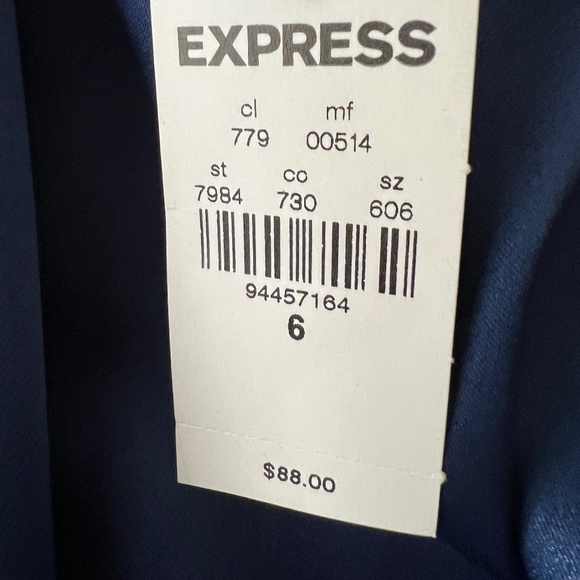 EXPRESS
cl mf
779 00514
st co sz
7984 730 606
94457164
6
$88.00